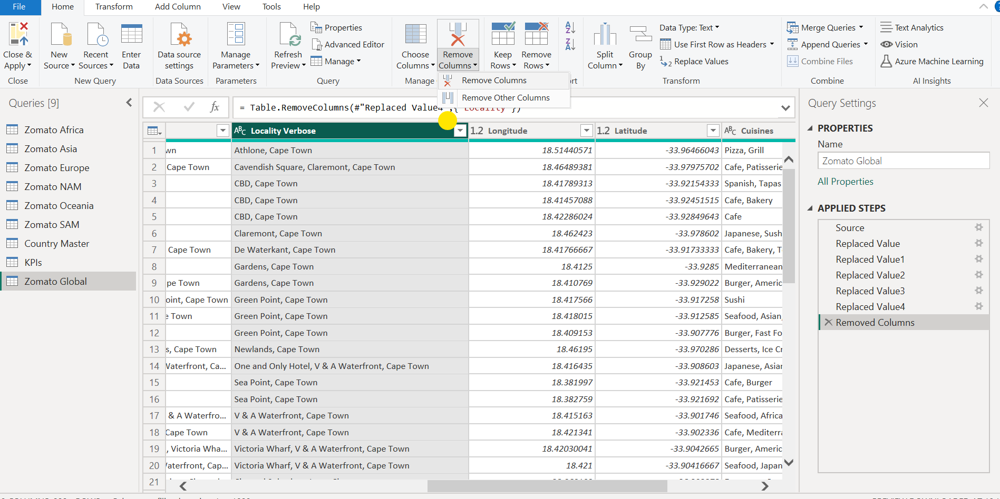 File Home Transform Add Column View Tools Help
Close & Apply
New Source
Recent Sources
Enter Data
Data source settings
Manage Parameters
Refresh Preview
Properties
Advanced Editor
Manage
Choose Columns
Remove Columns
Keep Rows
Remove Rows
Split Column
Group By
Data Type: Text
Use First Row as Headers
Replace Values
Merge Queries
Append Queries
Combine Files
Text Analytics
Vision
Azure Machine Learning
Close
New Query
Data Sources
Parameters
Query
Manage
Transform
Combine
AI Insights
Remove Columns
Remove Other Columns
Queries [9]
Zomato Africa
Zomato Asia
Zomato Europe
Zomato NAM
Zomato Oceania
Zomato SAM
Country Master
KPIs
Zomato Global
= Table.RemoveColumns(#"Replaced Value4"
Locality Verbose 1.2 Longitude 1.2 Latitude Cuisines
1 wn Athlone, Cape Town 18.51440571 -33.96466043 Pizza, Grill
2 Cape Town Cavendish Square, Claremont, Cape Town 18.46489381 -33.97975702 Cafe, Patisserie
3 CBD, Cape Town 18.41789313 -33.92154333 Spanish, Tapas
4 CBD, Cape Town 18.41457088 -33.92451515 Cafe, Bakery
5 CBD, Cape Town 18.42286024 -33.92849643 Cafe
6 Claremont, Cape Town 18.462423 -33.978602 Japanese, Sush
7 Cape Town De Waterkant, Cape Town 18.41766667 -33.91733333 Cafe, Bakery, T
8 Gardens, Cape Town 18.4125 -33.9285 Mediterranean
9 pe Town Gardens, Cape Town 18.410769 -33.929022 Burger, Americ
10 oint, Cape Town Green Point, Cape Town 18.417566 -33.917258 Sushi
11 e Town Green Point, Cape Town 18.418015 -33.912585 Seafood, Asian,
12 Green Point, Cape Town 18.409153 -33.907776 Burger, Fast Fo
13 s, Cape Town Newlands, Cape Town 18.46195 -33.970286 Desserts, Ice Cr
14 Waterfront, Ca... One and Only Hotel, V & A Waterfront, Cape Town 18.416435 -33.908603 Japanese, Asian
15 Sea Point, Cape Town 18.381997 -33.921453 Cafe, Burger
16 Sea Point, Cape Town 18.382759 -33.921692 Cafe, Patisserie
17 & A Waterfro... V & A Waterfront, Cape Town 18.415163 -33.901746 Seafood, Africa
18 Cape Town V & A Waterfront, Cape Town 18.421341 -33.902336 Cafe, Mediterra
19 , Victoria Wha... Victoria Wharf, V & A Waterfront, Cape Town 18.42030041 -33.9042665 Burger, Americ
20 Vaterfront, Cap... Victoria Wharf, V & A Waterfront, Cape Town 18.421 -33.90416667 Seafood, Japan
21
Query Settings
PROPERTIES
Name
Zomato Global
All Properties
APPLIED STEPS
Source
Replaced Value
Replaced Value1
Replaced Value2
Replaced Value3
Replaced Value4
Removed Columns